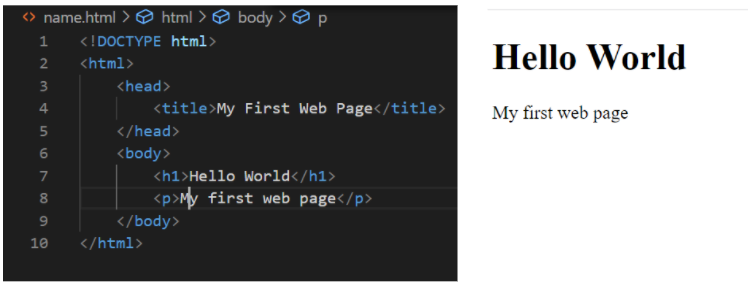 name.html > html > body > p
1 <!DOCTYPE html>
2 <html>
3     <head>
4         <title>My First Web Page</title>
5     </head>
6     <body>
7         <h1>Hello World</h1>
8         <p>My first web page</p>
9     </body>
10 </html>
Hello World
My first web page